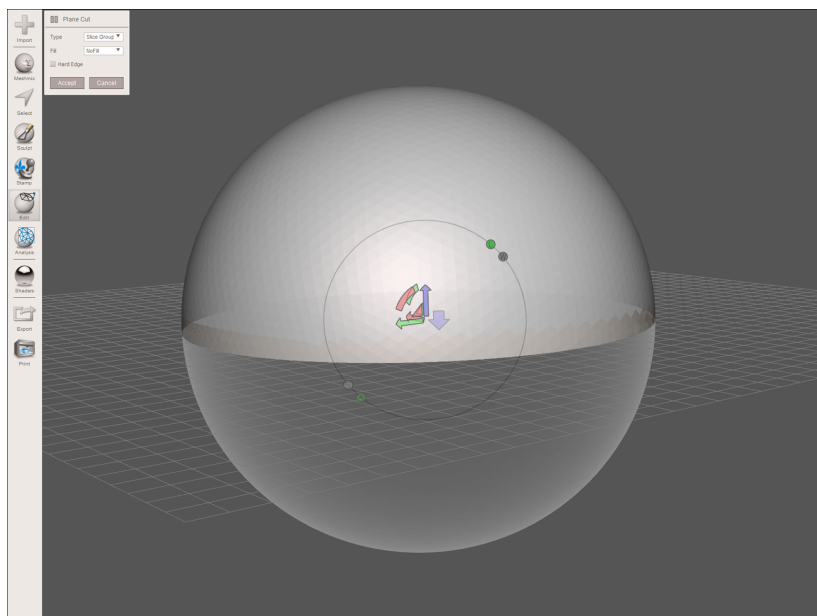 Import
Meshmix
Select
Sculpt
Stamp
Edit
Analysis
Shaders
Export
Print
Plane Cut
Type Slice Group
Fill NoFill
Hard Edge
Accept Cancel
L
W